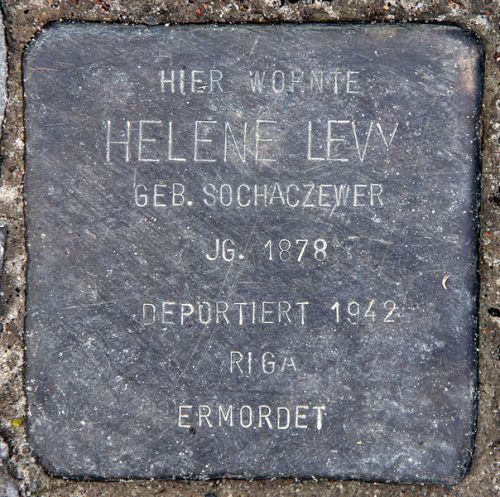 HIER WOHNTE
HELENE LEVY
GEB. SOCHACZEWER
JG. 1878
DEPORTIERT 1942
RIGA
ERMORDET